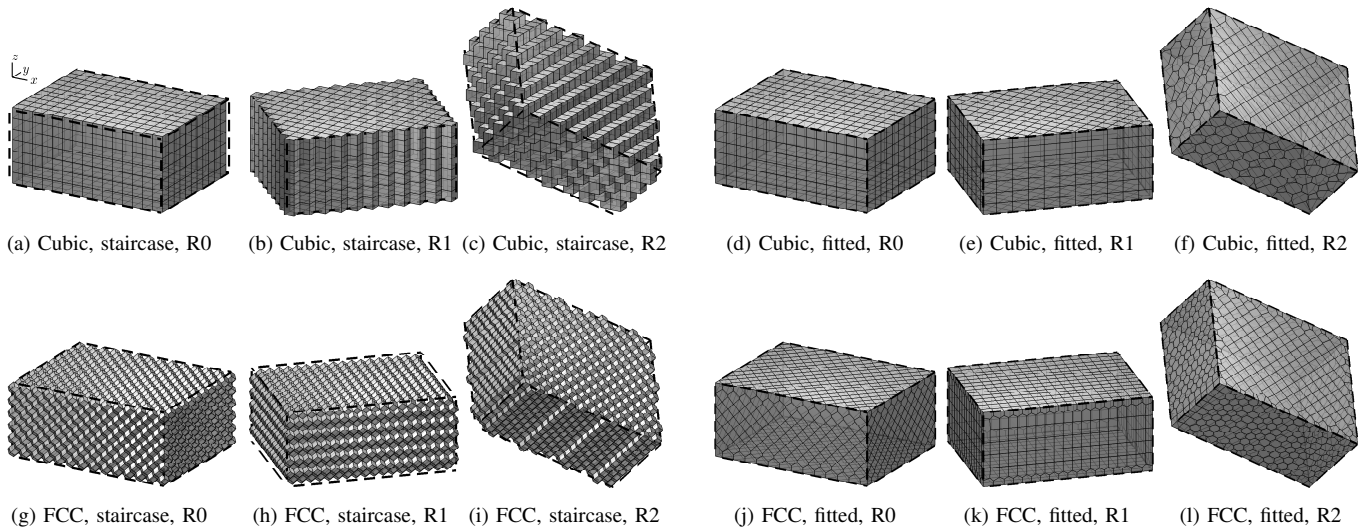 z
y
x
(a) Cubic, staircase, R0
(b) Cubic, staircase, R1
(c) Cubic, staircase, R2
(d) Cubic, fitted, R0
(e) Cubic, fitted, R1
(f) Cubic, fitted, R2
(g) FCC, staircase, R0
(h) FCC, staircase, R1
(i) FCC, staircase, R2
(j) FCC, fitted, R0
(k) FCC, fitted, R1
(l) FCC, fitted, R2